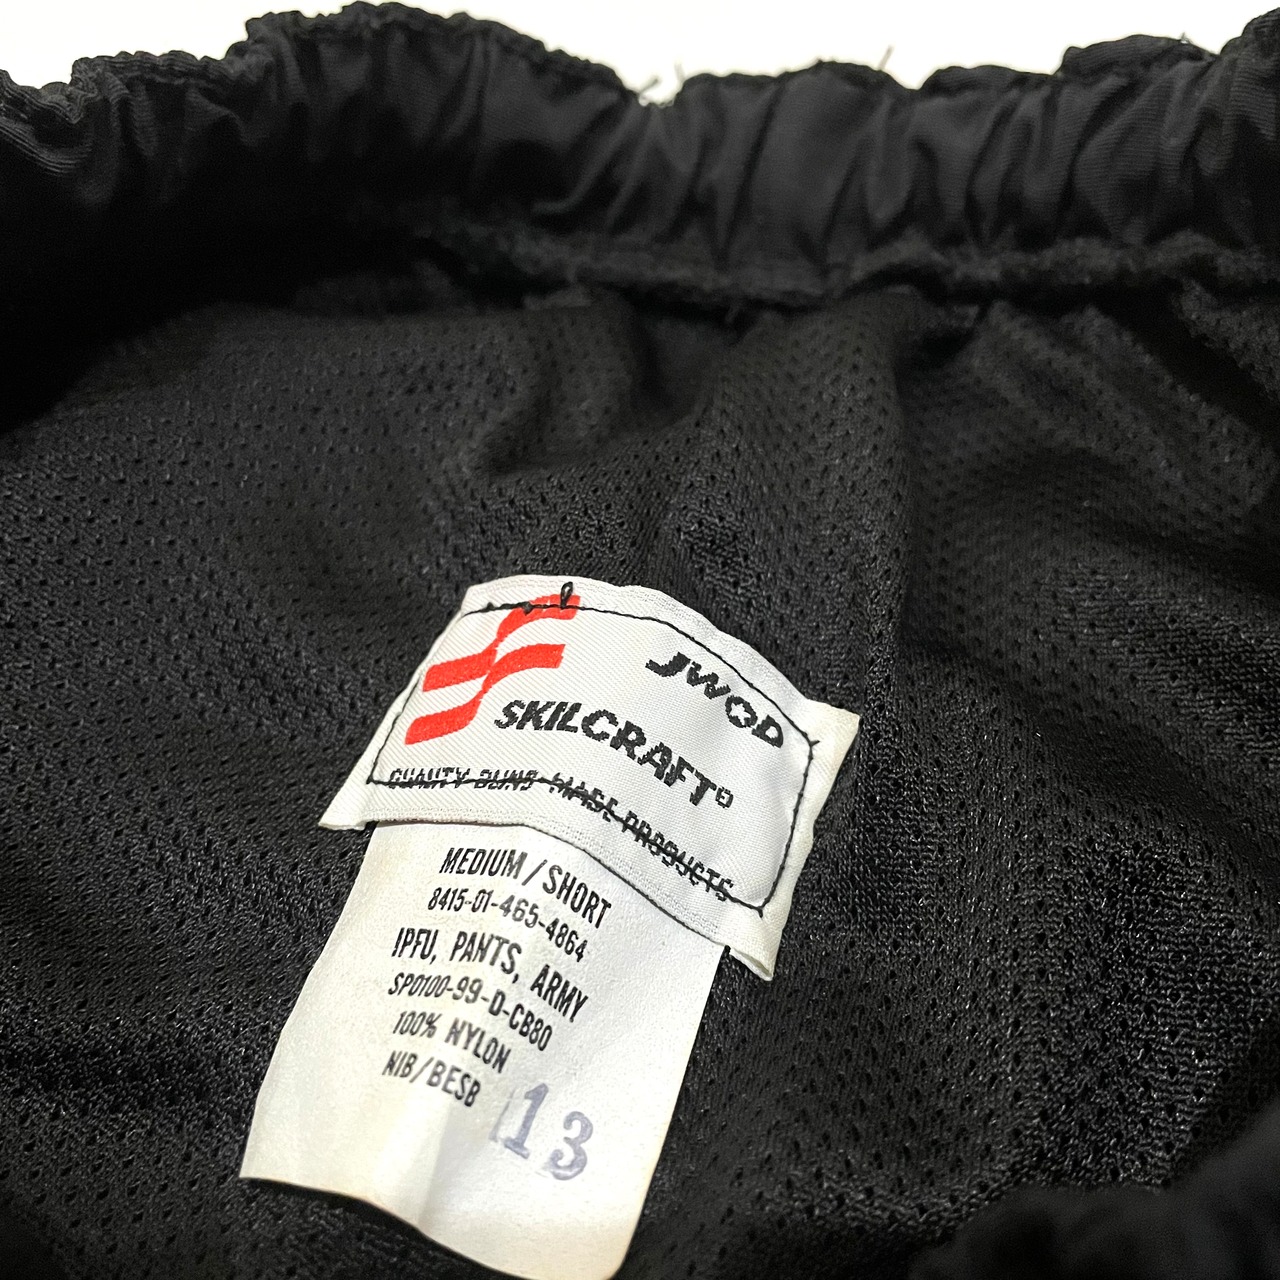 JWOD
SKILCRAFT®
QUALITY BLIND MADE PRODUCTS
MEDIUM/SHORT
8415-01-465-4864
IPFU, PANTS, ARMY
SP0100-99-D-CB80
100% NYLON
NIB/BESB
13